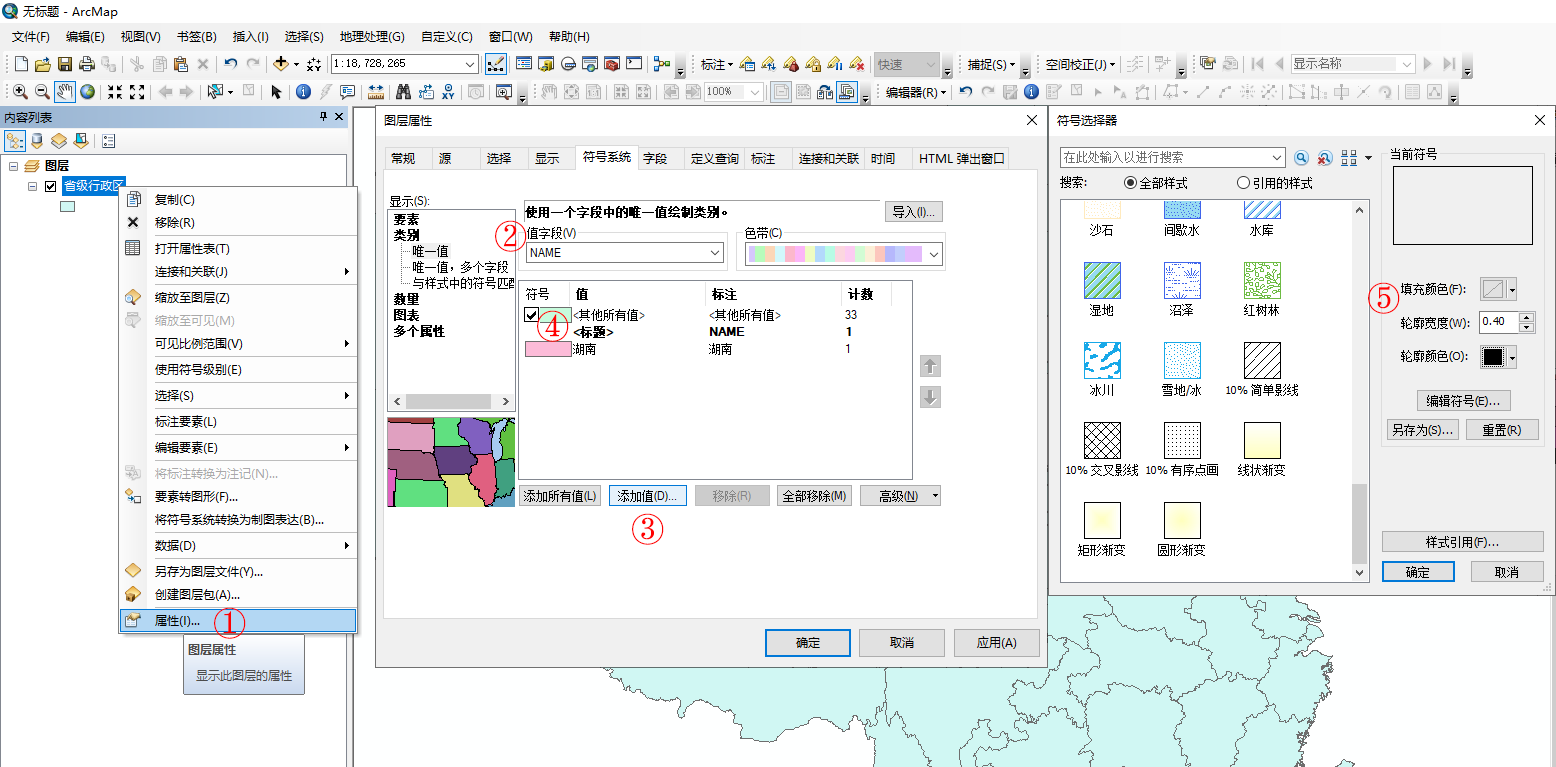 无标题 - ArcMap
文件(F) 编辑(E) 视图(V) 书签(B) 插入(I) 选择(S) 地理处理(G) 自定义(C) 窗口(W) 帮助(H)
1:18,728,265 标注 快速 捕捉(S) 空间校正(J) 显示名称
100% 编辑器(R)
内容列表
图层
省级行政区
复制(C)
移除(R)
打开属性表(T)
连接和关联(J)
缩放至图层(Z)
缩放至可见(M)
可见比例范围(V)
使用符号级别(E)
选择(S)
标注要素(L)
编辑要素(E)
将标注转换为注记(N)...
要素转图形(F)...
将符号系统转换为制图表达(B)...
数据(D)
另存为图层文件(Y)...
创建图层包(A)...
属性(I)... ①
图层属性
显示此图层的属性
图层属性
常规 源 选择 显示 符号系统 字段 定义查询 标注 连接和关联 时间 HTML 弹出窗口
显示(S):
要素
类别
唯一值
唯一值，多个字段
与样式中的符号匹配
数量
图表
多个属性
使用一个字段中的唯一值绘制类别。 导入(I)...
② 值字段(V) 色带(C)
NAME
符号 值 标注 计数
<其他所有值> <其他所有值> 33
④ <标题> NAME 1
湖南 湖南 1
添加所有值(L) 添加值(D)... 移除(R) 全部移除(M) 高级(N)
③
确定 取消 应用(A)
符号选择器
在此处输入以进行搜索
搜索: 全部样式 引用的样式
沙石 间歇水 水库
湿地 沼泽 红树林
冰川 雪地/冰 10% 简单影线
10% 交叉影线 10% 有序点画 线状渐变
矩形渐变 圆形渐变
当前符号
⑤ 填充颜色(F):
轮廓宽度(W): 0.40
轮廓颜色(O):
编辑符号(E)...
另存为(S)... 重置(R)
样式引用(F)...
确定 取消